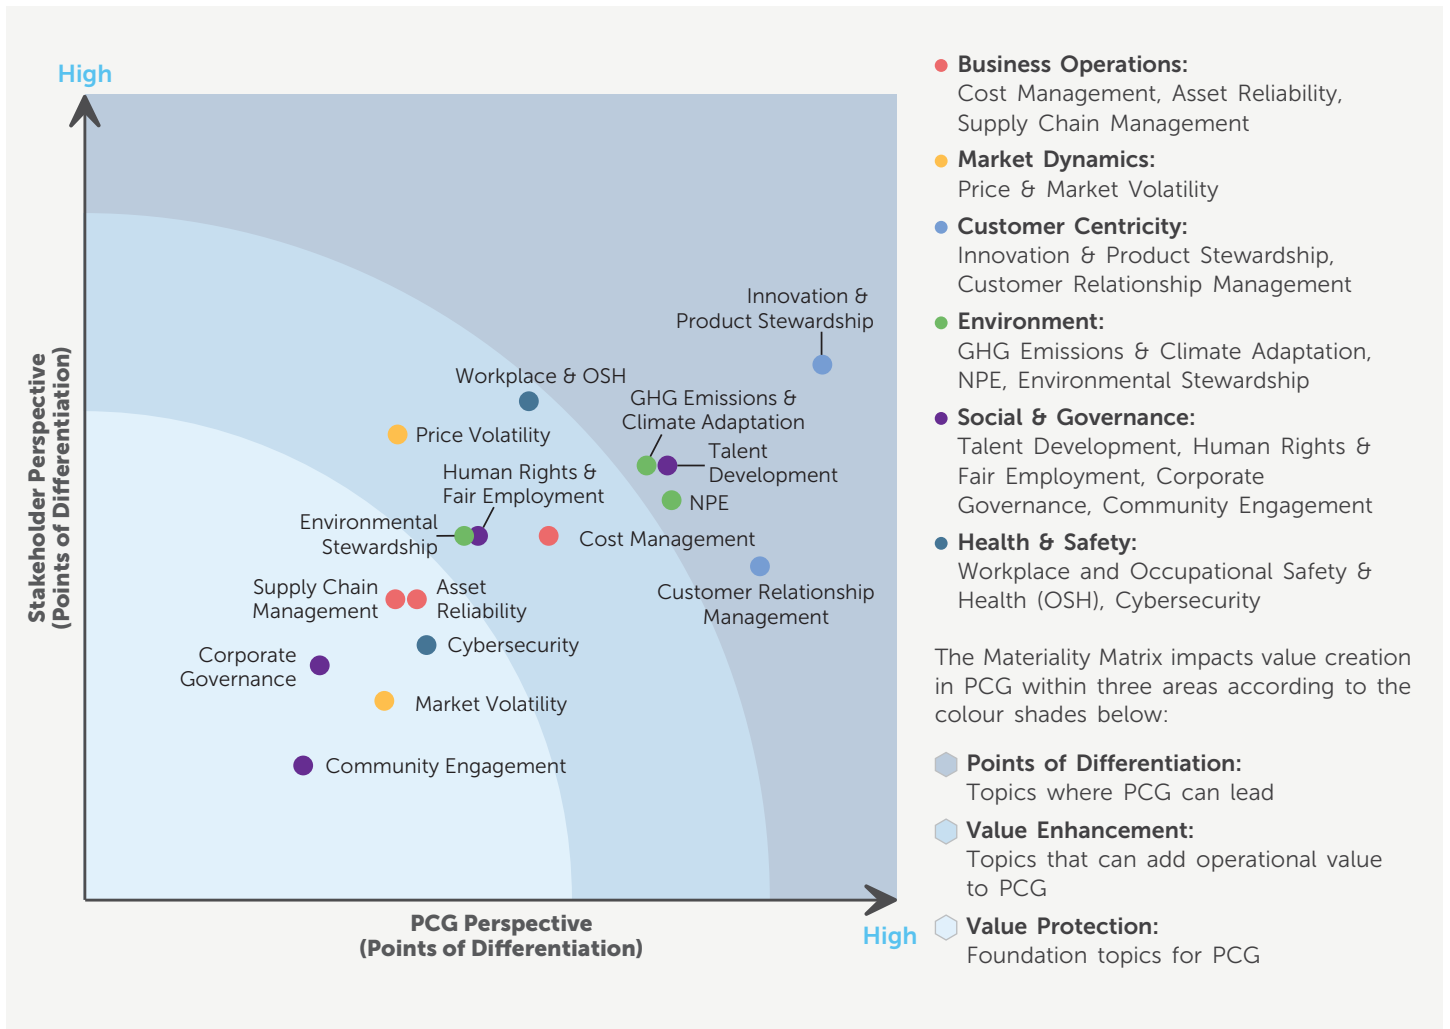 High
Stakeholder Perspective
(Points of Differentiation)
Innovation &
Product Stewardship
Workplace & OSH
GHG Emissions &
Climate Adaptation
Price Volatility
Talent
Development
Human Rights &
Fair Employment
NPE
Environmental
Stewardship
Cost Management
Supply Chain
Management
Asset
Reliability
Customer Relationship
Management
Cybersecurity
Corporate
Governance
Market Volatility
Community Engagement
PCG Perspective
(Points of Differentiation)
High
Business Operations:
Cost Management, Asset Reliability,
Supply Chain Management
Market Dynamics:
Price & Market Volatility
Customer Centricity:
Innovation & Product Stewardship,
Customer Relationship Management
Environment:
GHG Emissions & Climate Adaptation,
NPE, Environmental Stewardship
Social & Governance:
Talent Development, Human Rights &
Fair Employment, Corporate
Governance, Community Engagement
Health & Safety:
Workplace and Occupational Safety &
Health (OSH), Cybersecurity
The Materiality Matrix impacts value creation
in PCG within three areas according to the
colour shades below:
Points of Differentiation:
Topics where PCG can lead
Value Enhancement:
Topics that can add operational value
to PCG
Value Protection:
Foundation topics for PCG